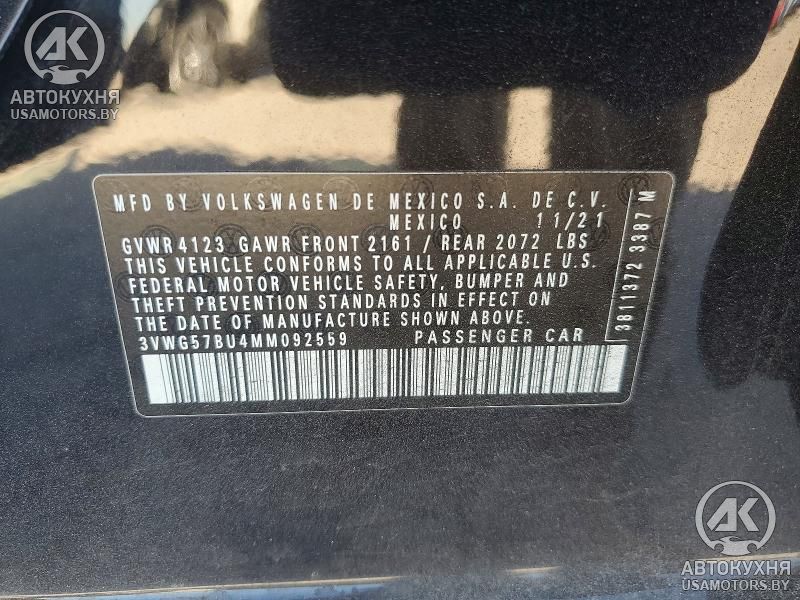 AK
АВТОКУХНЯ
USAMOTORS.BY
MFD BY VOLKSWAGEN DE MEXICO S.A. DE C.V.
MEXICO 11/21
GVWR 4123 GAWR FRONT 2161 / REAR 2072 LBS
THIS VEHICLE CONFORMS TO ALL APPLICABLE U.S.
FEDERAL MOTOR VEHICLE SAFETY, BUMPER AND
THEFT PREVENTION STANDARDS IN EFFECT ON
THE DATE OF MANUFACTURE SHOWN ABOVE.
3VWG57BU4MM092559 PASSENGER CAR
3811372 3387 M
AK
АВТОКУХНЯ
USAMOTORS.BY